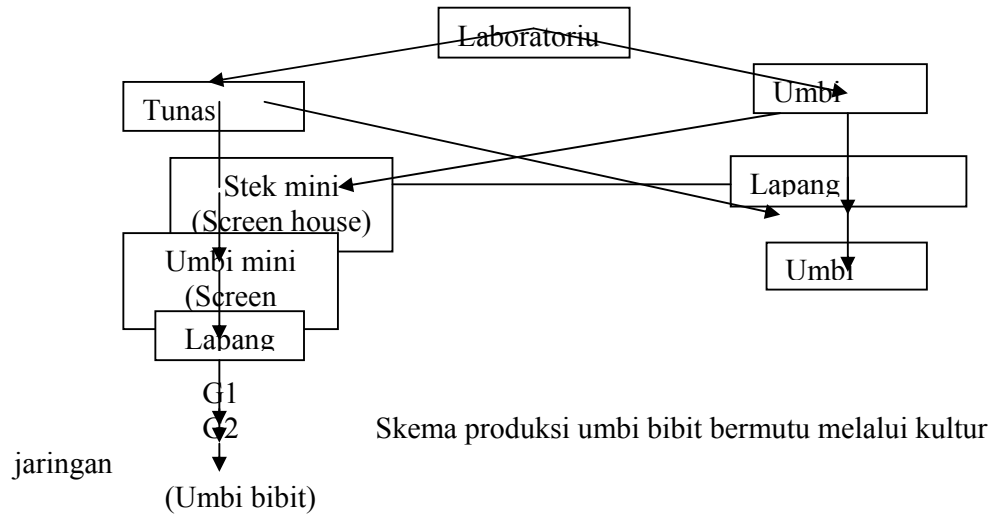 Laboratoriu
Tunas
Umbi
Stek mini
(Screen house)
Lapang
Umbi mini
(Screen
Umbi
Lapang
G1
G2
Skema produksi umbi bibit bermutu melalui kultur
jaringan
(Umbi bibit)